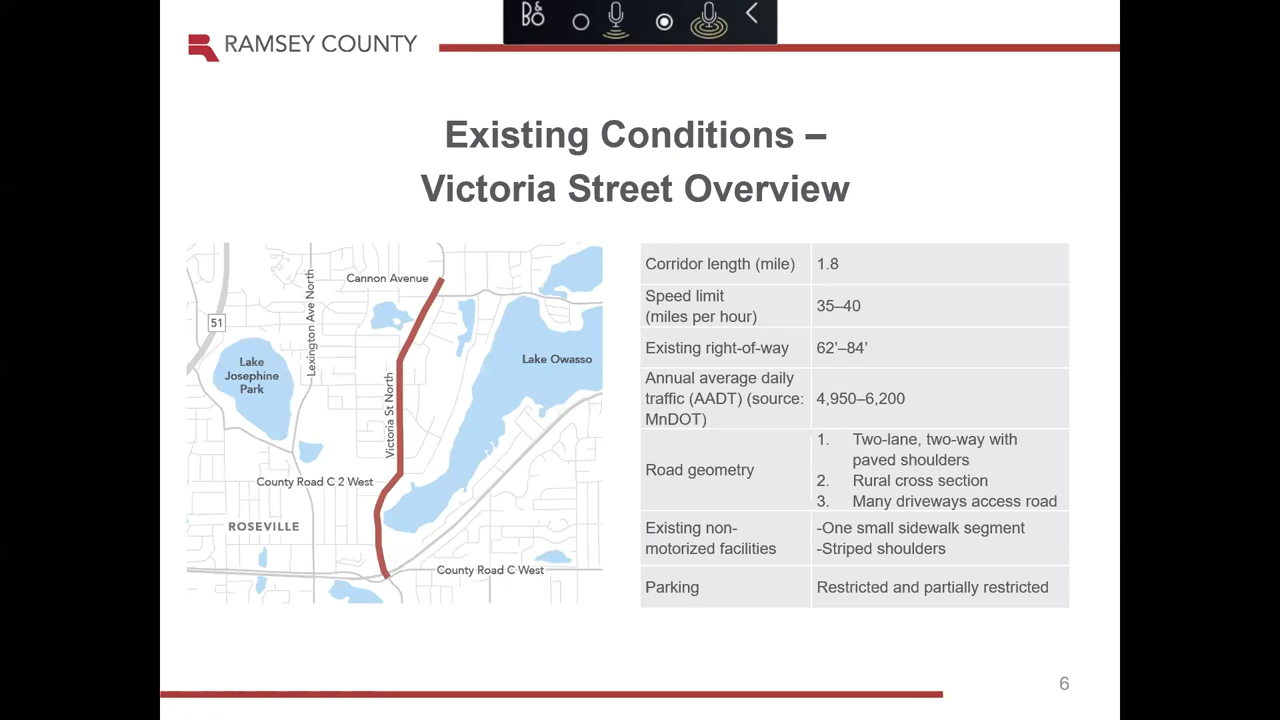 B&O
RAMSEY COUNTY
Existing Conditions –
Victoria Street Overview
Cannon Avenue
Lexington Ave North
51
Lake
Josephine
Park
Lake Owasso
Victoria St North
County Road C 2 West
ROSEVILLE
County Road C West
Corridor length (mile) 1.8
Speed limit
(miles per hour) 35–40
Existing right-of-way 62’–84’
Annual average daily
traffic (AADT) (source: 4,950–6,200
MnDOT)
Road geometry
1. Two-lane, two-way with
paved shoulders
2. Rural cross section
3. Many driveways access road
Existing non-
motorized facilities
-One small sidewalk segment
-Striped shoulders
Parking Restricted and partially restricted
6